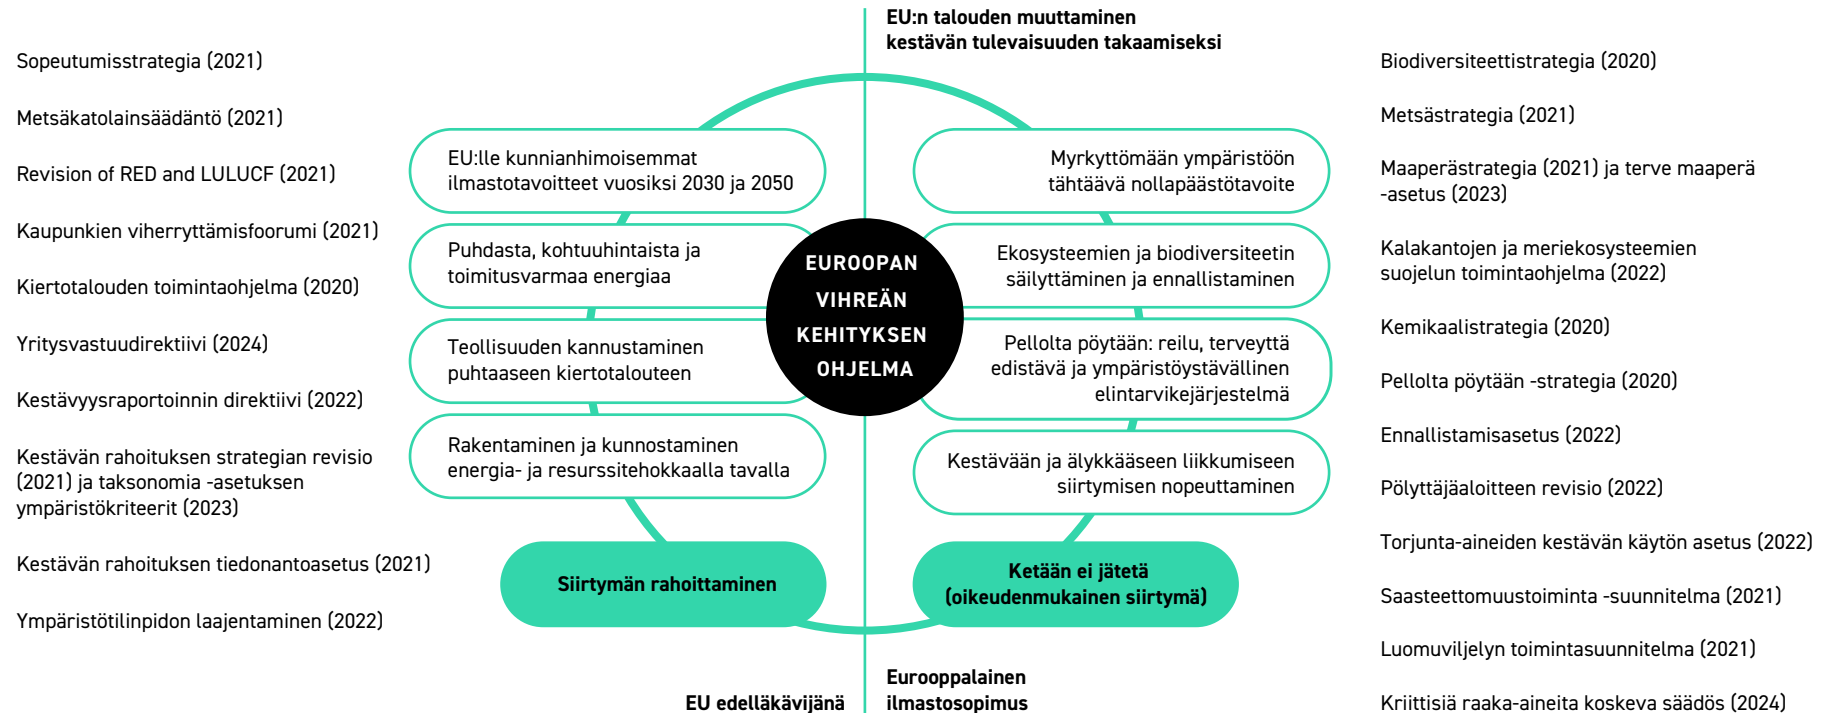 EU:n talouden muuttaminen
kestävän tulevaisuuden takaamiseksi
Sopeutumisstrategia (2021)
Metsäkatolainsäädäntö (2021)
Revision of RED and LULUCF (2021)
Kaupunkien viherryttämisfoorumi (2021)
Kiertotalouden toimintaohjelma (2020)
Yritysvastuudirektiivi (2024)
Kestävyysraportoinnin direktiivi (2022)
Kestävän rahoituksen strategian revisio
(2021) ja taksonomia -asetuksen
ympäristökriteerit (2023)
Kestävän rahoituksen tiedonantoasetus (2021)
Ympäristötilinpidon laajentaminen (2022)
EU:lle kunnianhimoisemmat
ilmastotavoitteet vuosiksi 2030 ja 2050
Puhdasta, kohtuuhintaista ja
toimitusvarmaa energiaa
Teollisuuden kannustaminen
puhtaaseen kiertotalouteen
Rakentaminen ja kunnostaminen
energia- ja resurssitehokkaalla tavalla
Siirtymän rahoittaminen
EUROOPAN
VIHREÄN
KEHITYKSEN
OHJELMA
Myrkyttömään ympäristöön
tähtäävä nollapäästötavoite
Ekosysteemien ja biodiversiteetin
säilyttäminen ja ennallistaminen
Pellolta pöytään: reilu, terveyttä
edistävä ja ympäristöystävällinen
elintarvikejärjestelmä
Kestävään ja älykkääseen liikkumiseen
siirtymisen nopeuttaminen
Ketään ei jätetä
(oikeudenmukainen siirtymä)
EU edelläkävijänä
Eurooppalainen
ilmastosopimus
Biodiversiteettistrategia (2020)
Metsästrategia (2021)
Maaperästrategia (2021) ja terve maaperä
-asetus (2023)
Kalakantojen ja meriekosysteemien
suojelun toimintaohjelma (2022)
Kemikaalistrategia (2020)
Pellolta pöytään -strategia (2020)
Ennallistamisasetus (2022)
Pölyttäjäaloitteen revisio (2022)
Torjunta-aineiden kestävän käytön asetus (2022)
Saasteettomuustoiminta -suunnitelma (2021)
Luomuviljelyn toimintasuunnitelma (2021)
Kriittisiä raaka-aineita koskeva säädös (2024)